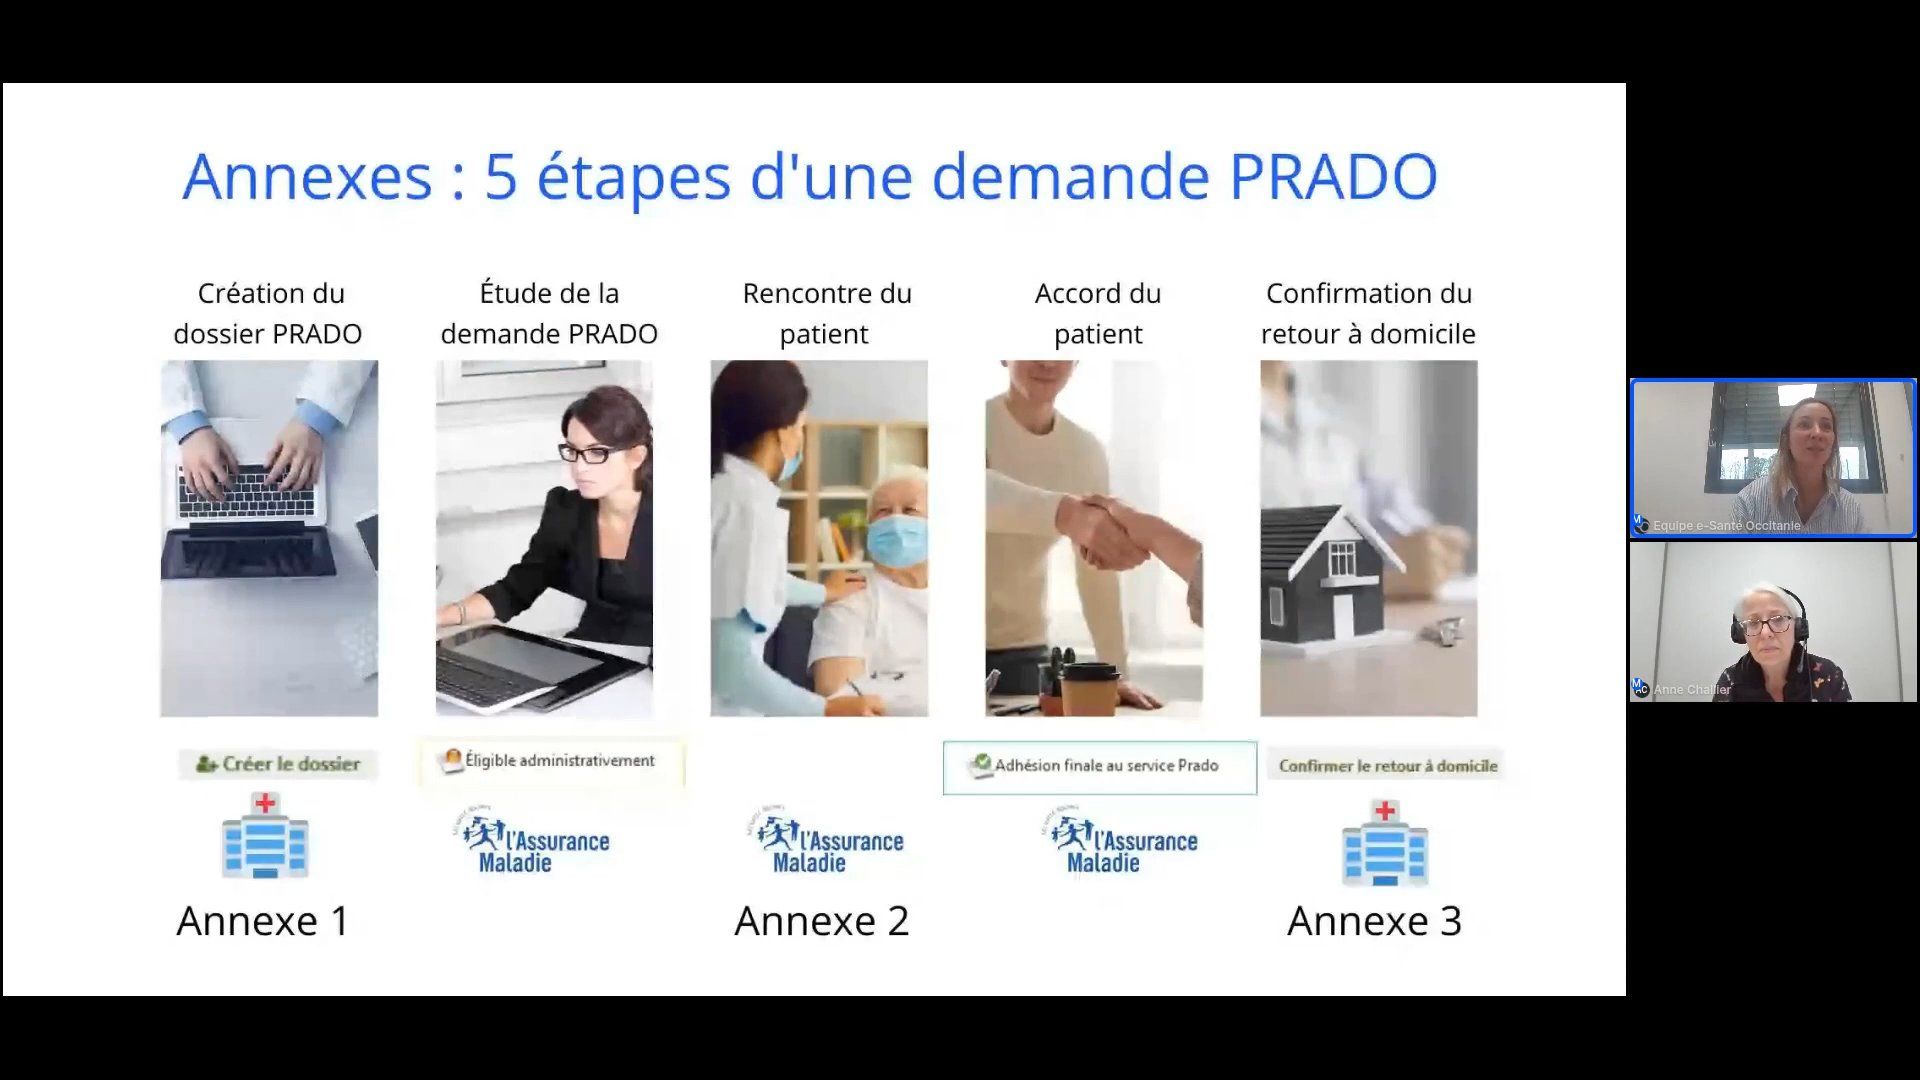 Annexes : 5 étapes d'une demande PRADO
Création du
dossier PRADO
Étude de la
demande PRADO
Rencontre du
patient
Accord du
patient
Confirmation du
retour à domicile
Créer le dossier
Éligible administrativement
Adhésion finale au service Prado
Confirmer le retour à domicile
l'Assurance
Maladie
l'Assurance
Maladie
l'Assurance
Maladie
Annexe 1
Annexe 2
Annexe 3
Equipe e-Santé Occitanie
Anne Challier